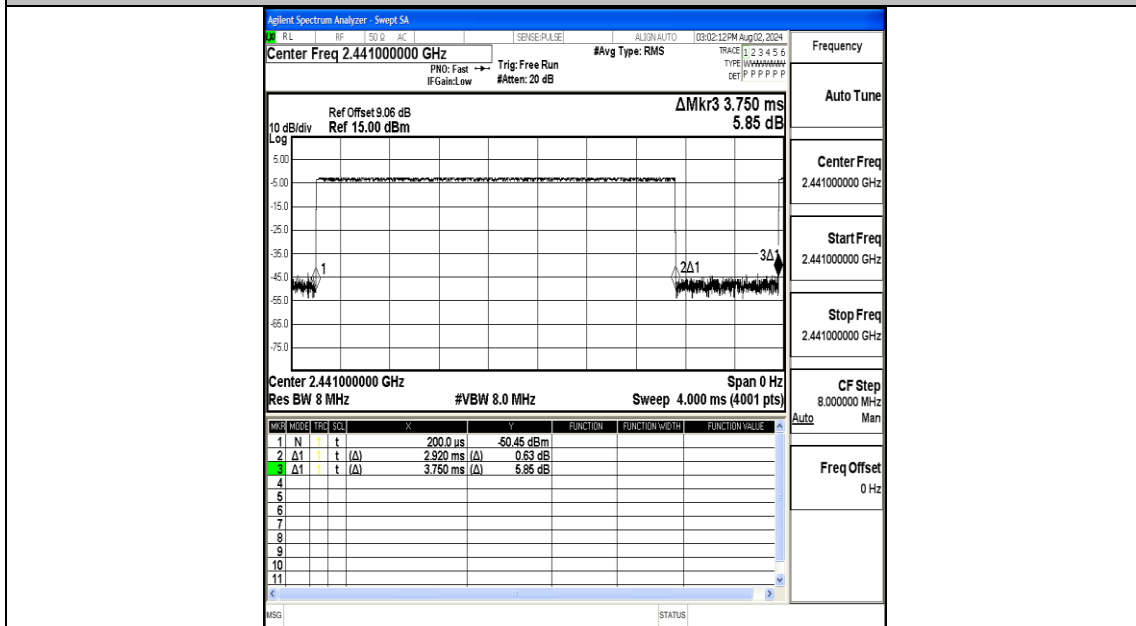 Agilent Spectrum Analyzer - Swept SA
RL RF 50 Ω AC SENSE:PULSE ALIGN AUTO 03:02:12 PM Aug 02, 2024
Center Freq 2.441000000 GHz
PNO: Fast
IFGain:Low
Trig: Free Run
#Atten: 20 dB
#Avg Type: RMS
TRACE 1 2 3 4 5 6
TYPE
DET P P P P P P
Frequency
Auto Tune
Center Freq
2.441000000 GHz
Start Freq
2.441000000 GHz
Stop Freq
2.441000000 GHz
CF Step
8.000000 MHz
Auto Man
Freq Offset
0 Hz
Ref Offset 9.06 dB
Ref 15.00 dBm
10 dB/div
Log
ΔMkr3 3.750 ms
5.85 dB
5.00
-5.00
-15.0
-25.0
-35.0
-45.0
-55.0
-65.0
-75.0
1
2Δ1
3Δ1
Center 2.441000000 GHz Span 0 Hz
Res BW 8 MHz #VBW 8.0 MHz Sweep 4.000 ms (4001 pts)
MKR MODE TRC SCL X Y FUNCTION FUNCTION WIDTH FUNCTION VALUE
1 N 1 t 200.0 us -50.45 dBm
2 Δ1 1 t (Δ) 2.920 ms (Δ) 0.63 dB
3 Δ1 1 t (Δ) 3.750 ms (Δ) 5.85 dB
4
5
6
7
8
9
10
11
MSG STATUS